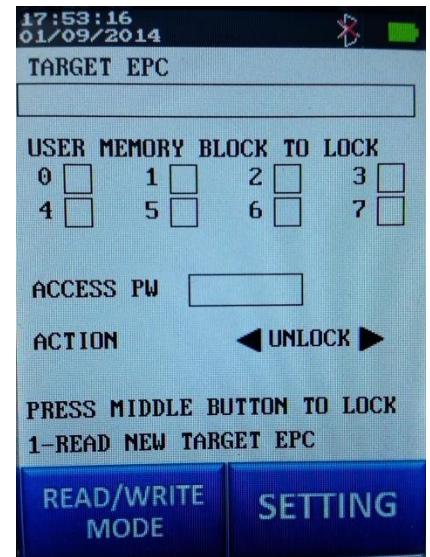 17:53:16
01/09/2014
TARGET EPC
USER MEMORY BLOCK TO LOCK
0 1 2 3
4 5 6 7
ACCESS PW
ACTION ◀ UNLOCK ▶
PRESS MIDDLE BUTTON TO LOCK
1-READ NEW TARGET EPC
READ/WRITE
MODE
SETTING